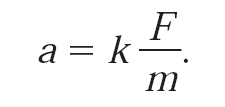 a = k F/m.